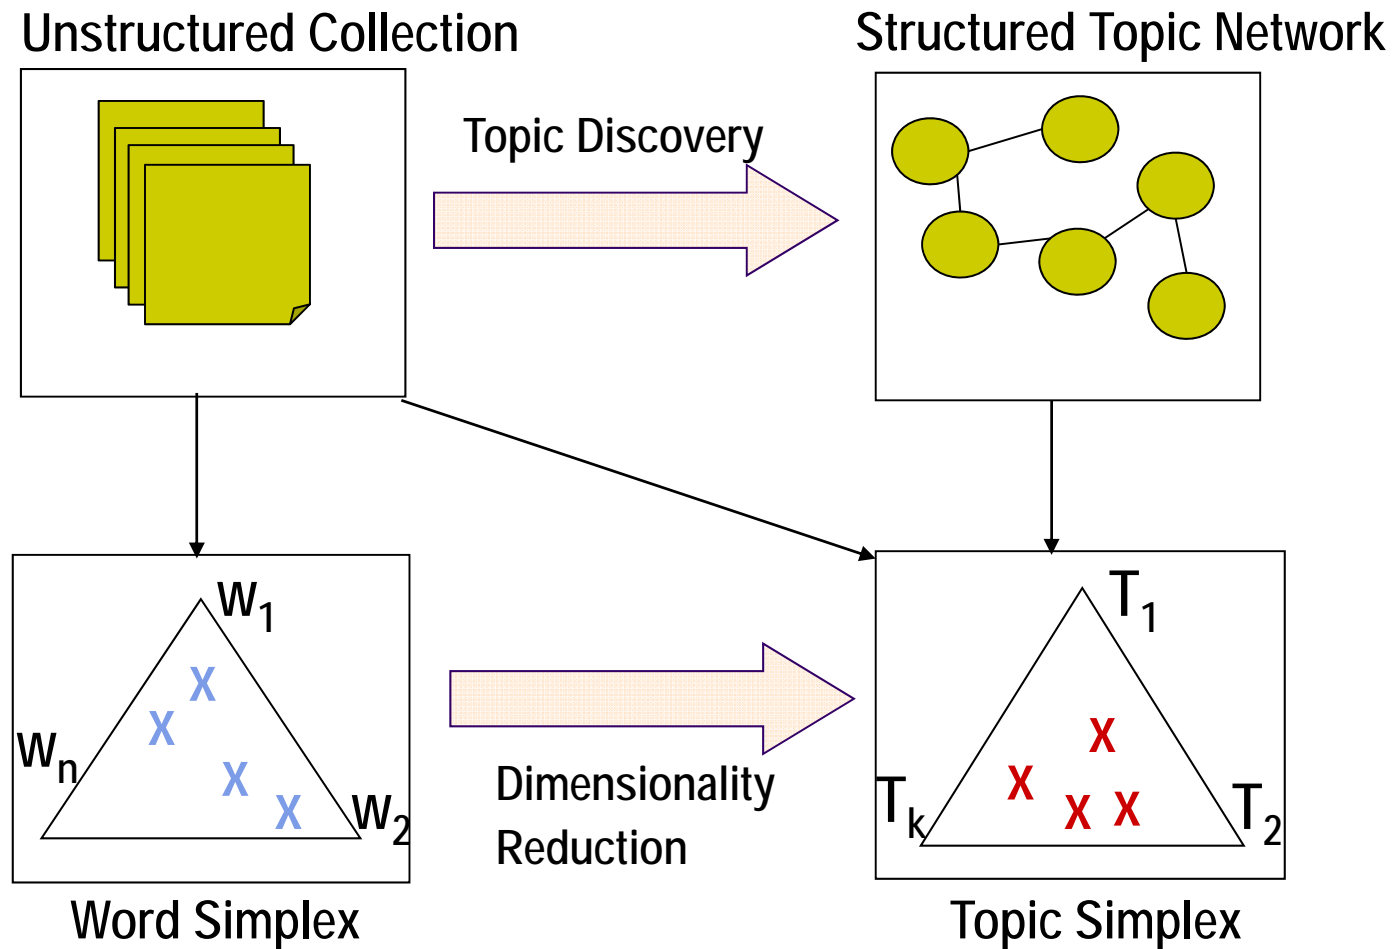 Unstructured Collection
Structured Topic Network
Topic Discovery
w1
wn
w2
X
X
X
X
Dimensionality
Reduction
T1
Tk
T2
X
X
X
X
Word Simplex
Topic Simplex